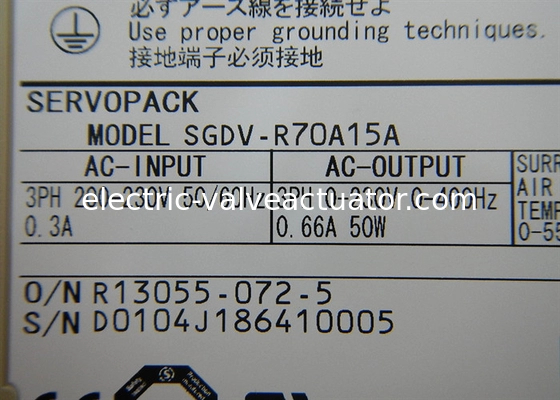 必ずアース線を接続せよ
Use proper grounding techniques.
接地端子必须接地
SERVOPACK
MODEL SGDV-R70A15A
AC-INPUT AC-OUTPUT SURR
3PH 200-230V 50/60Hz 3PH 0-230V 0-400Hz AIR
electric-valveactuator.com
TEMP
0.3A 0.66A 50W 0-55
O/N R13055-072-5
S/N D0104J186410005